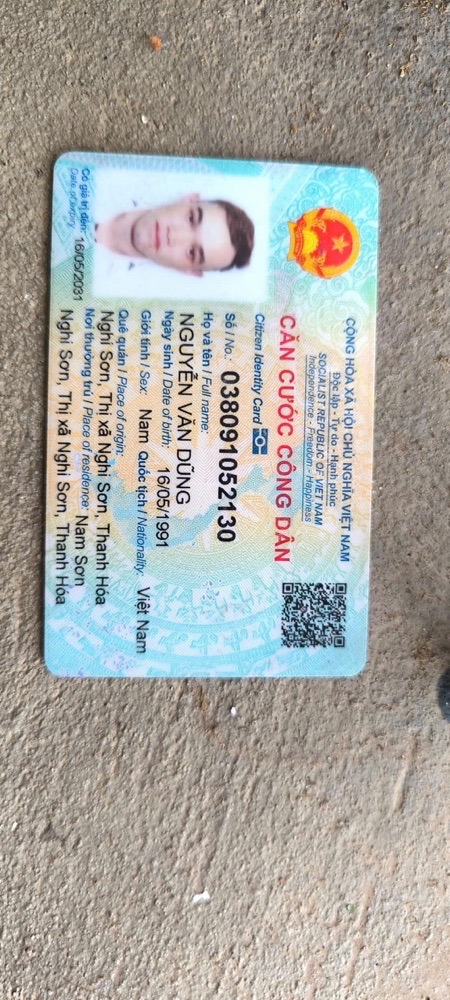 CỘNG HÒA XÃ HỘI CHỦ NGHĨA VIỆT NAM
Độc lập - Tự do - Hạnh phúc
SOCIALIST REPUBLIC OF VIET NAM
Independence - Freedom - Happiness
CĂN CƯỚC CÔNG DÂN
Citizen Identity Card
Số / No.: 038091052130
Họ và tên / Full name:
NGUYỄN VĂN DŨNG
Ngày sinh / Date of birth: 16/05/1991
Giới tính / Sex: Nam Quốc tịch / Nationality: Việt Nam
Quê quán / Place of origin:
Nghi Sơn, Thị xã Nghi Sơn, Thanh Hóa
Nơi thường trú / Place of residence: Nam Sơn
Nghi Sơn, Thị xã Nghi Sơn, Thanh Hóa
Có giá trị đến: 16/05/2031
Date of expiry